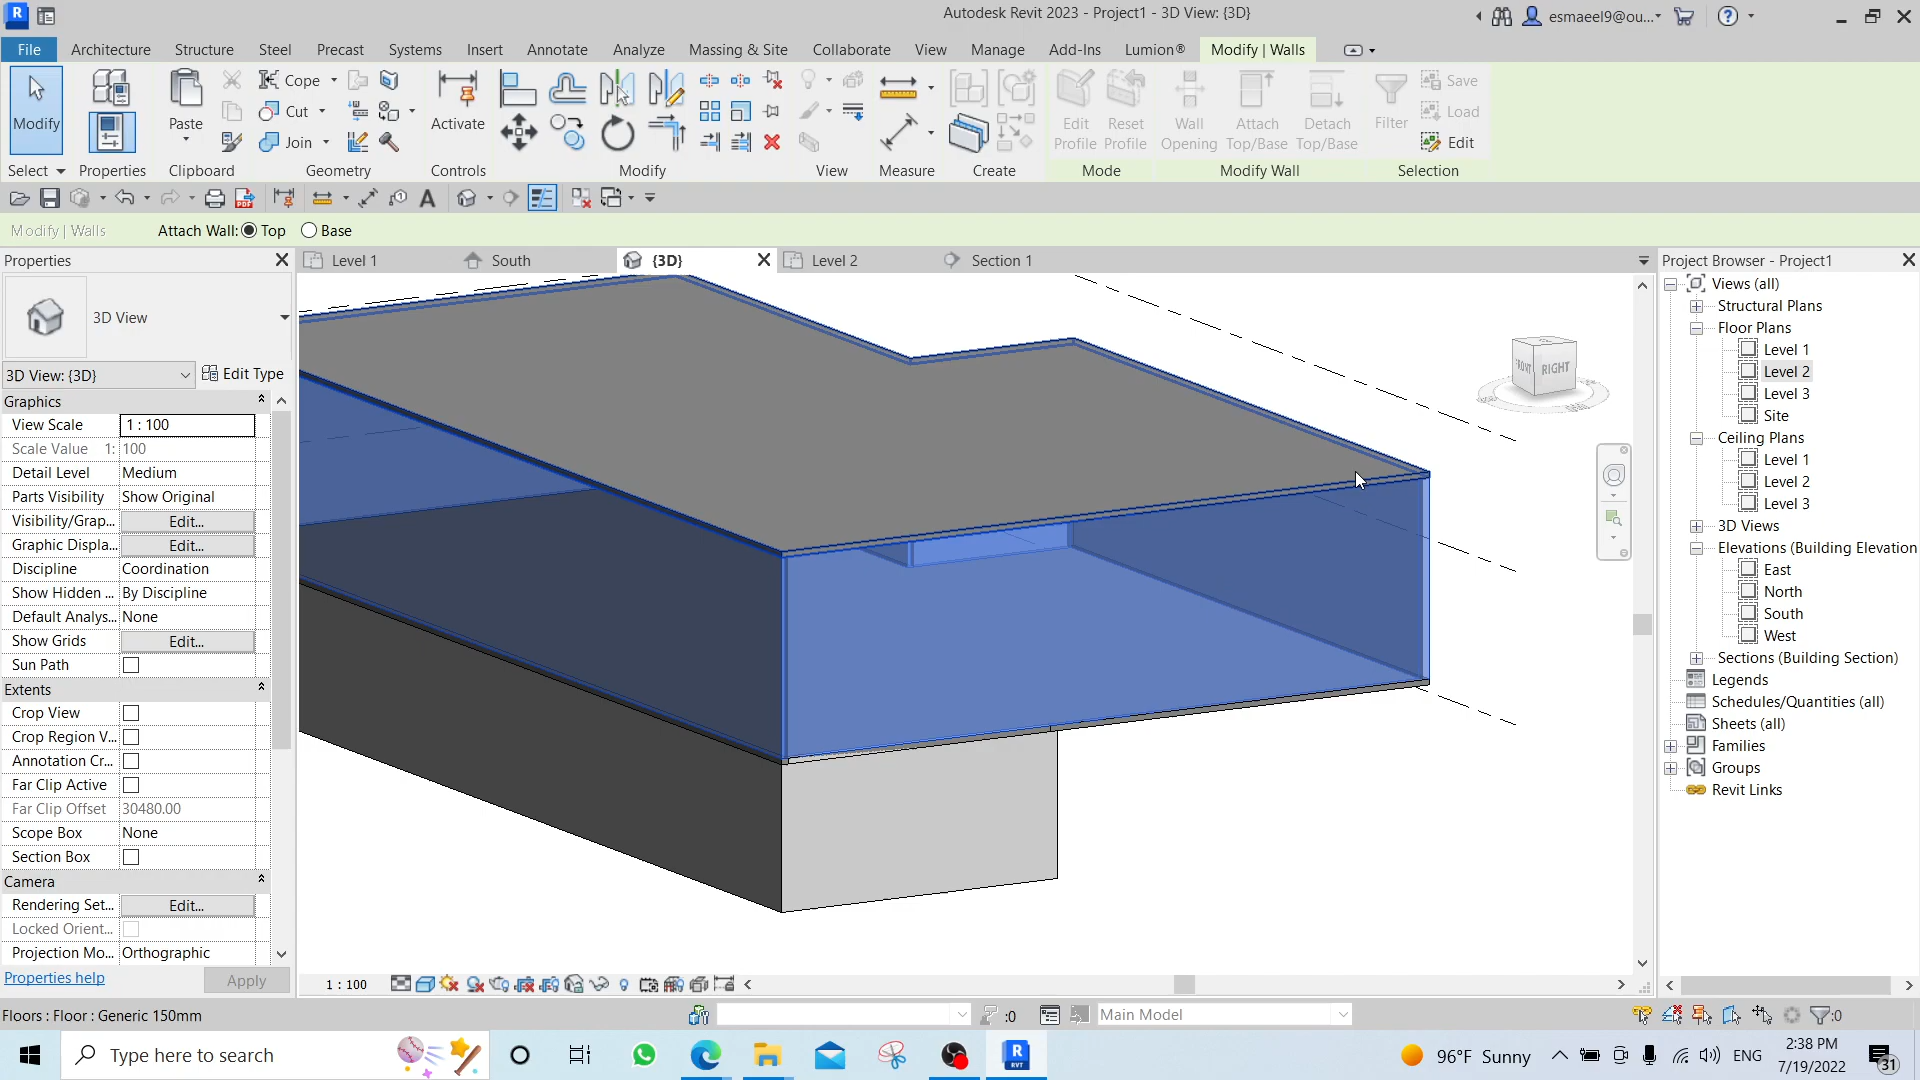 Autodesk Revit 2023 - Project1 - 3D View: {3D}
esmaeel9@ou...
File Architecture Structure Steel Precast Systems Insert Annotate Analyze Massing & Site Collaborate View Manage Add-Ins Lumion® Modify | Walls
Modify
Paste
Cope
Cut
Join
Activate
Edit Profile
Reset Profile
Wall Opening
Attach Top/Base
Detach Top/Base
Filter
Save
Load
Edit
Select Properties Clipboard Geometry Controls Modify View Measure Create Mode Modify Wall Selection
Modify | Walls Attach Wall: Top Base
Properties
Level 1 South {3D} Level 2 Section 1
Project Browser - Project1
3D View
3D View: {3D} Edit Type
Graphics
View Scale 1 : 100
Scale Value 1: 100
Detail Level Medium
Parts Visibility Show Original
Visibility/Grap... Edit...
Graphic Displa... Edit...
Discipline Coordination
Show Hidden ... By Discipline
Default Analys... None
Show Grids Edit...
Sun Path
Extents
Crop View
Crop Region V...
Annotation Cr...
Far Clip Active
Far Clip Offset 30480.00
Scope Box None
Section Box
Camera
Rendering Set... Edit...
Locked Orient...
Projection Mo... Orthographic
Properties help Apply
FRONT RIGHT
Views (all)
Structural Plans
Floor Plans
Level 1
Level 2
Level 3
Site
Ceiling Plans
Level 1
Level 2
Level 3
3D Views
Elevations (Building Elevation
East
North
South
West
Sections (Building Section)
Legends
Schedules/Quantities (all)
Sheets (all)
Families
Groups
Revit Links
1 : 100
Floors : Floor : Generic 150mm
:0
Main Model
:0
Type here to search
96°F Sunny
ENG
2:38 PM
7/19/2022
31